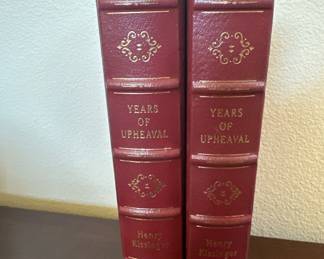 YEARS
OF
UPHEAVAL
Henry
Kissinger
YEARS
OF
UPHEAVAL
Henry
Kissinger